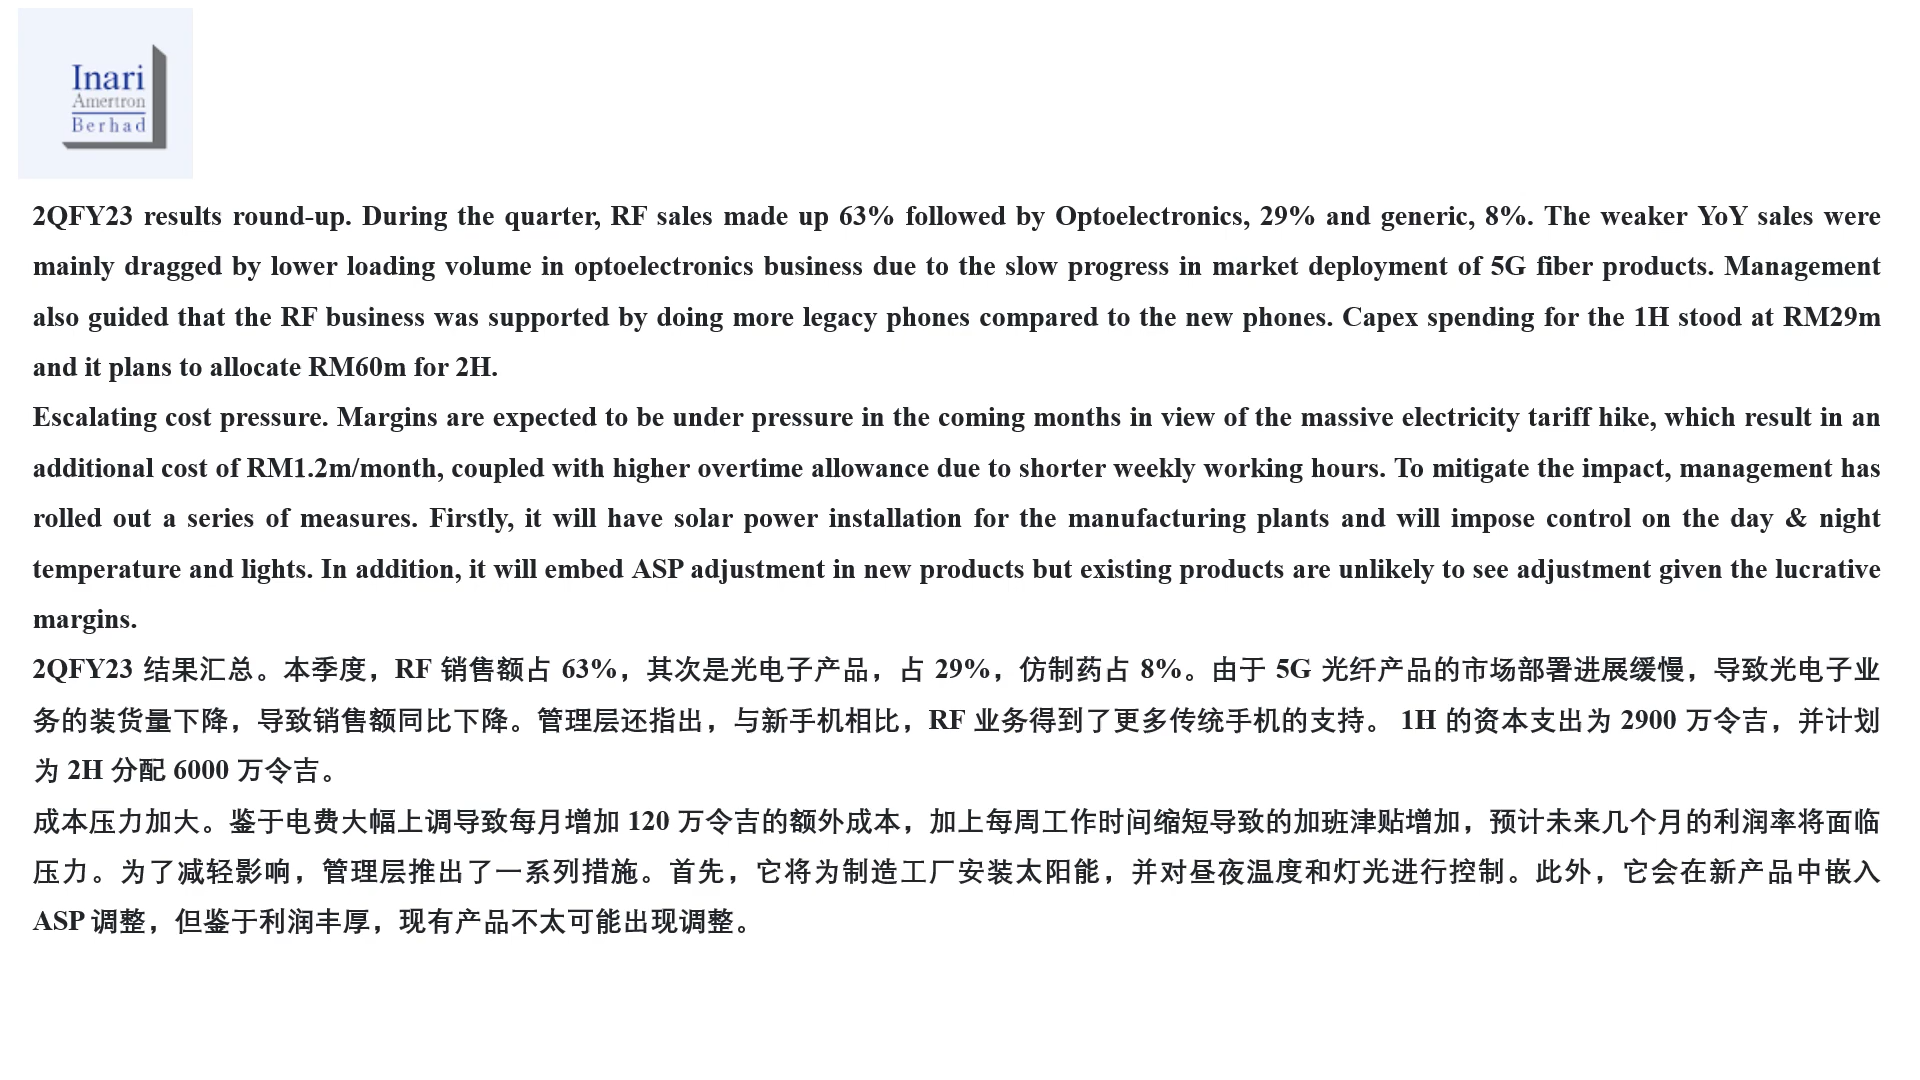 Inari
Amertron
Berhad
2QFY23 results round-up. During the quarter, RF sales made up 63% followed by Optoelectronics, 29% and generic, 8%. The weaker YoY sales were
mainly dragged by lower loading volume in optoelectronics business due to the slow progress in market deployment of 5G fiber products. Management
also guided that the RF business was supported by doing more legacy phones compared to the new phones. Capex spending for the 1H stood at RM29m
and it plans to allocate RM60m for 2H.
Escalating cost pressure. Margins are expected to be under pressure in the coming months in view of the massive electricity tariff hike, which result in an
additional cost of RM1.2m/month, coupled with higher overtime allowance due to shorter weekly working hours. To mitigate the impact, management has
rolled out a series of measures. Firstly, it will have solar power installation for the manufacturing plants and will impose control on the day & night
temperature and lights. In addition, it will embed ASP adjustment in new products but existing products are unlikely to see adjustment given the lucrative
margins.
2QFY23 结果汇总。本季度，RF 销售额占 63%，其次是光电子产品，占 29%，仿制药占 8%。由于 5G 光纤产品的市场部署进展缓慢，导致光电子业
务的装货量下降，导致销售额同比下降。管理层还指出，与新手机相比，RF 业务得到了更多传统手机的支持。 1H 的资本支出为 2900 万令吉，并计划
为 2H 分配 6000 万令吉。
成本压力加大。鉴于电费大幅上调导致每月增加 120 万令吉的额外成本，加上每周工作时间缩短导致的加班津贴增加，预计未来几个月的利润率将面临
压力。为了减轻影响，管理层推出了一系列措施。首先，它将为制造工厂安装太阳能，并对昼夜温度和灯光进行控制。此外，它会在新产品中嵌入
ASP 调整，但鉴于利润丰厚，现有产品不太可能出现调整。